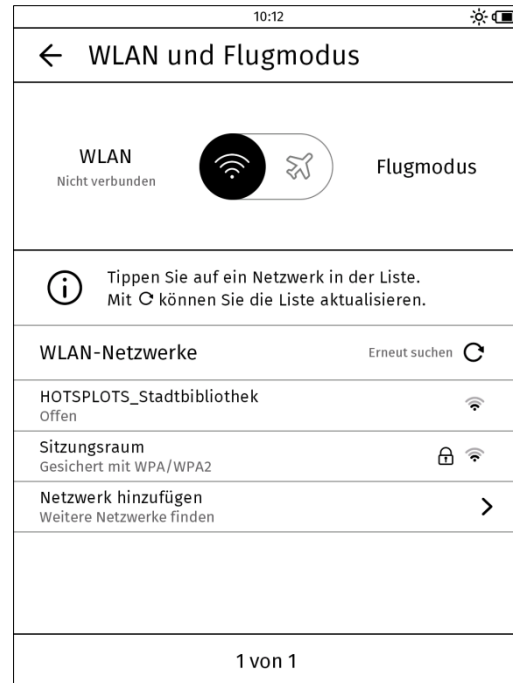 10:12
WLAN und Flugmodus
WLAN
Nicht verbunden
Flugmodus
Tippen Sie auf ein Netzwerk in der Liste.
Mit können Sie die Liste aktualisieren.
WLAN-Netzwerke
Erneut suchen
HOTSPLOTS_Stadtbibliothek
Offen
Sitzungsraum
Gesichert mit WPA/WPA2
Netzwerk hinzufügen
Weitere Netzwerke finden
1 von 1